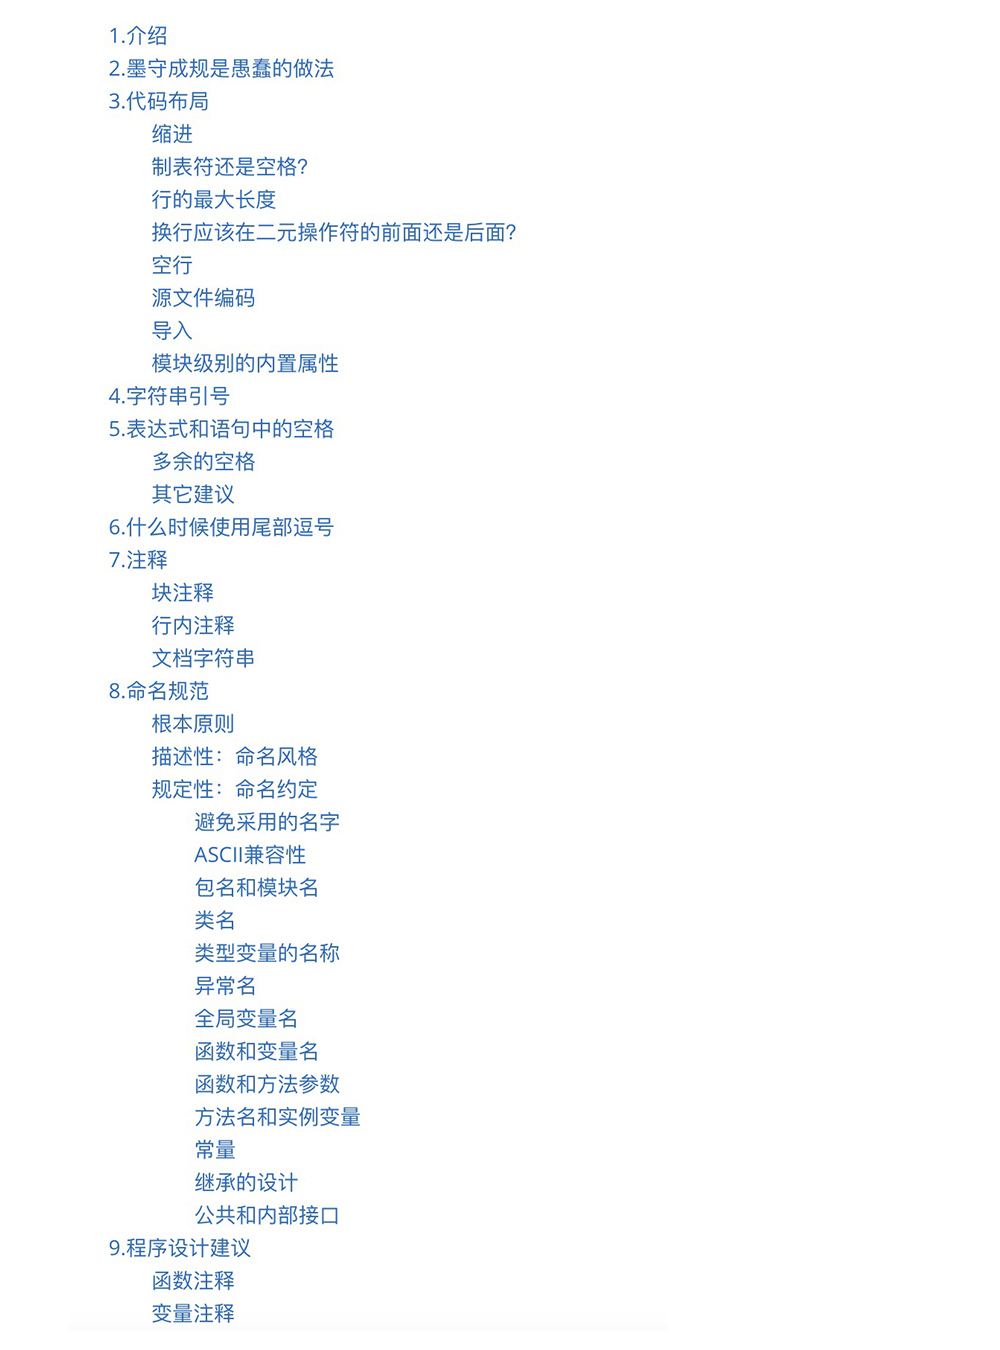 1.介绍
2.墨守成规是愚蠢的做法
3.代码布局
缩进
制表符还是空格?
行的最大长度
换行应该在二元操作符的前面还是后面?
空行
源文件编码
导入
模块级别的内置属性
4.字符串引号
5.表达式和语句中的空格
多余的空格
其它建议
6.什么时候使用尾部逗号
7.注释
块注释
行内注释
文档字符串
8.命名规范
根本原则
描述性：命名风格
规定性：命名约定
避免采用的名字
ASCII兼容性
包名和模块名
类名
类型变量的名称
异常名
全局变量名
函数和变量名
函数和方法参数
方法名和实例变量
常量
继承的设计
公共和内部接口
9.程序设计建议
函数注释
变量注释